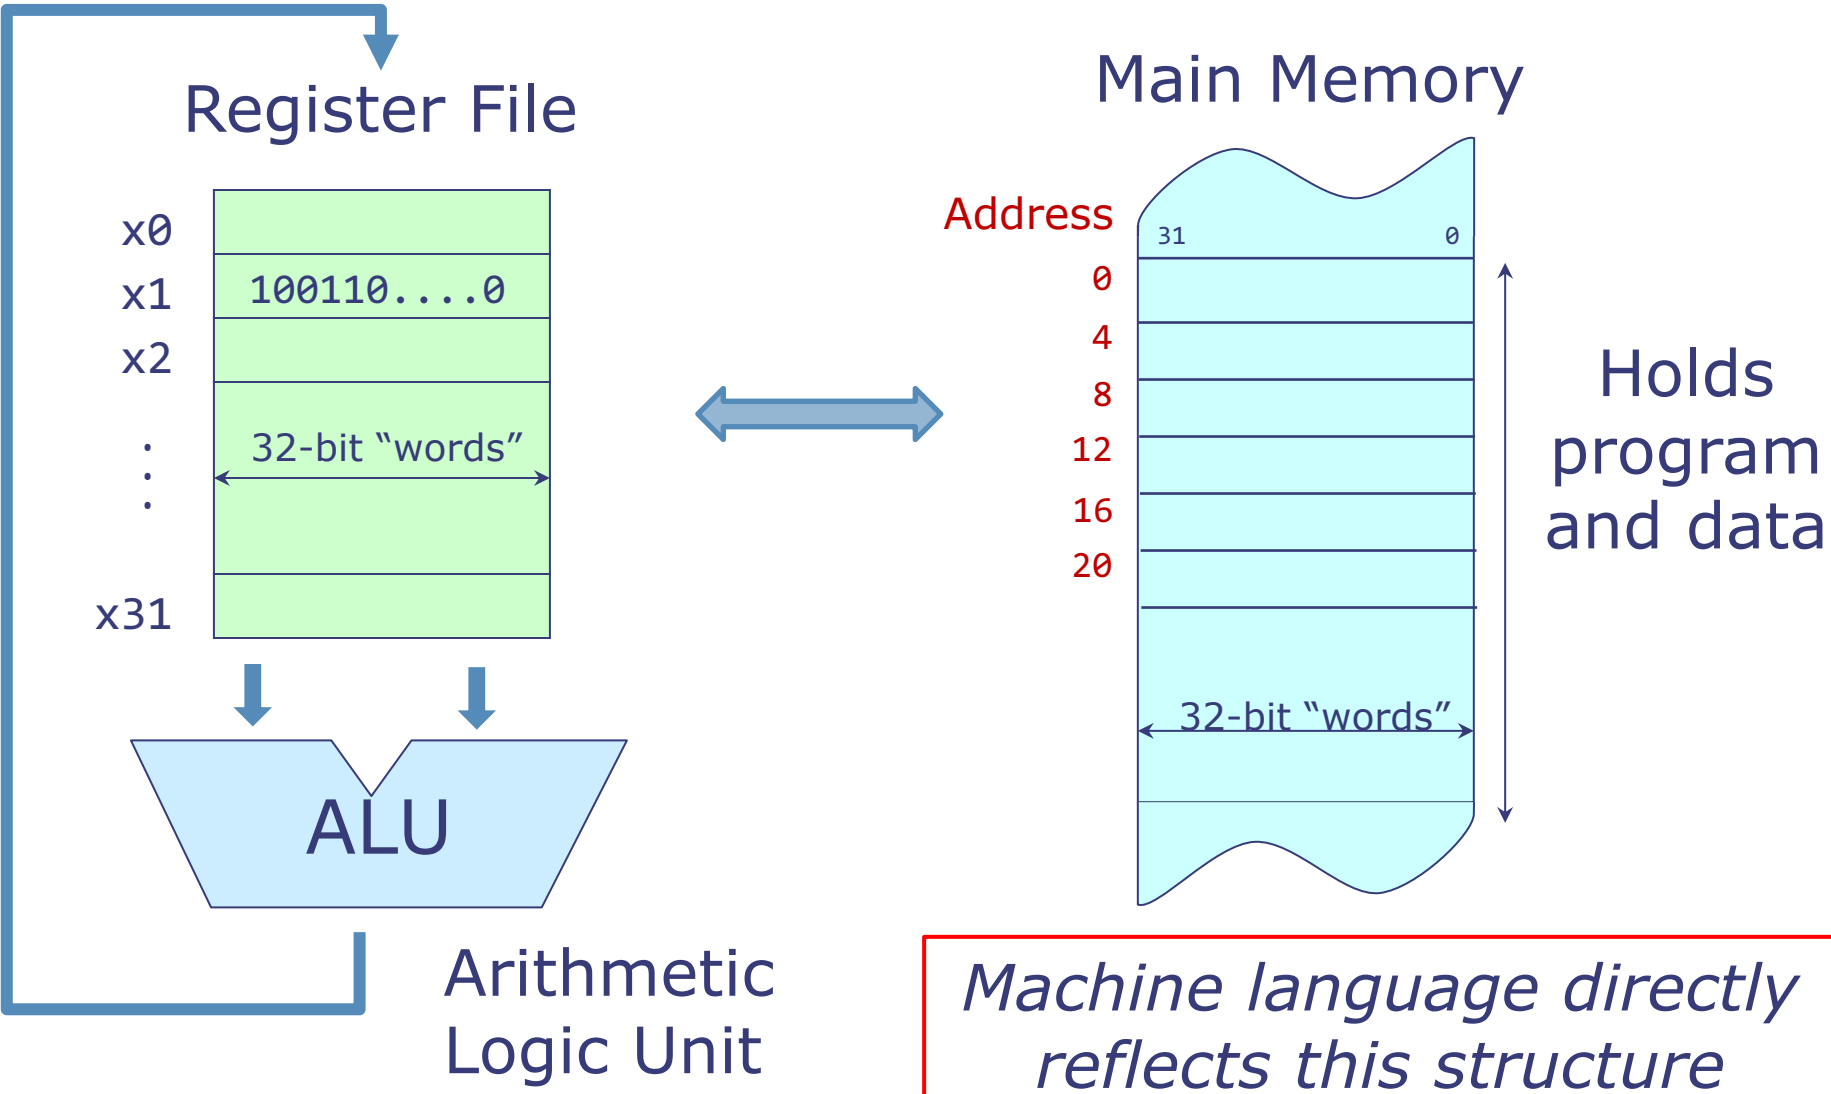 Register File
x0
x1
100110....0
x2
.
.
.
32-bit “words”
x31
ALU
Arithmetic
Logic Unit
Main Memory
Address
31
0
0
4
8
12
16
20
32-bit “words”
Holds
program
and data
Machine language directly
reflects this structure